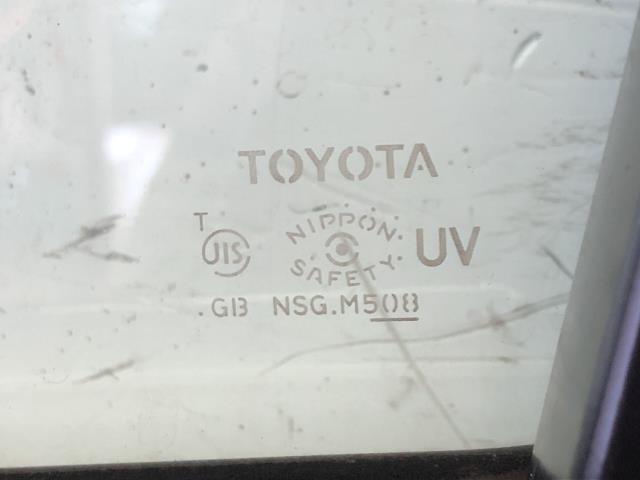 TOYOTA
T
JIS
NIPPON
SAFETY
UV
.GB NSG.M508